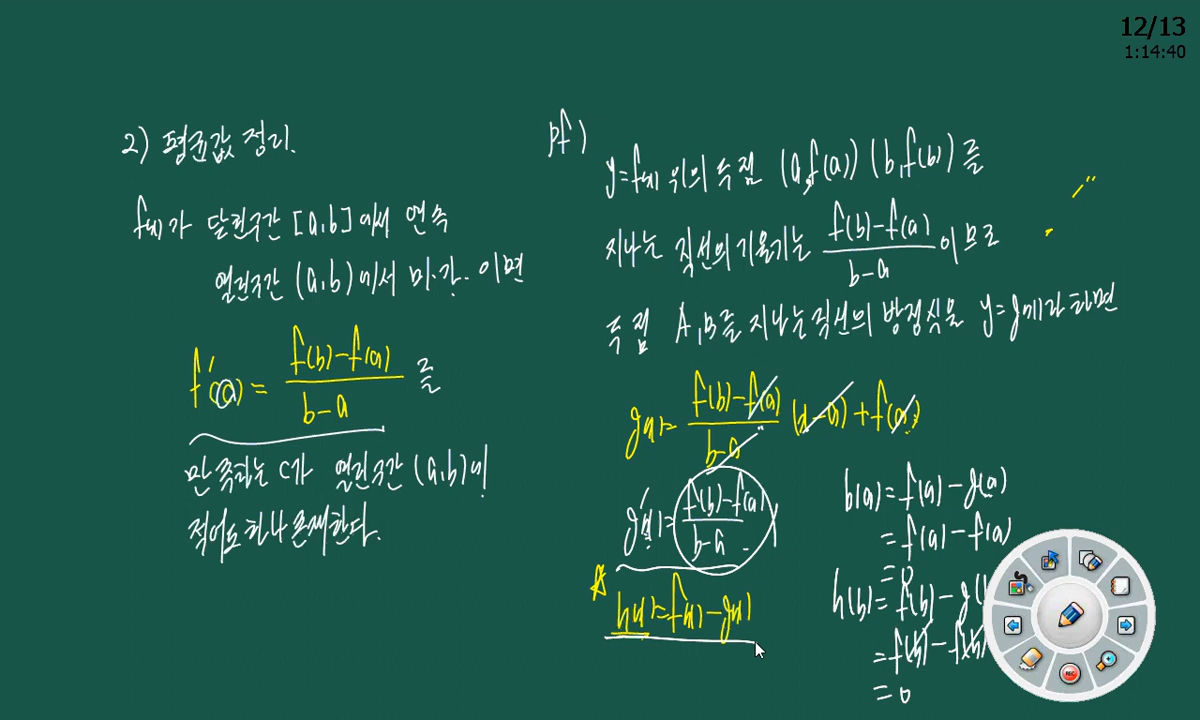 12/13
1:14:40
2) 평균값 정리.
f(x)가 닫힌구간 [a,b]에서 연속
열린구간 (a,b)에서 미.가. 이면
f'(c) = f(b)-f(a) / b-a 를
만족하는 C가 열린구간 (a,b)에
적어도 하나 존재한다.
pf)
y=f(x) 위의 두점 (a,f(a)) (b,f(b)를
지나는 직선의 기울기는 f(b)-f(a) / b-a 이므로
두점 A,B를 지나는 직선의 방정식을 y=g(x)라 하면
g(x)= f(b)-f(a) / b-a (x-a)+f(a)
g'(x)= f(b)-f(a) / b-a
h(x)=f(x)-g(x)
h(a)=f(a)-g(a)
=f(a)-f(a)
=0
h(b)=f(b)-g(
=f(b)-f(b)
=0
REC